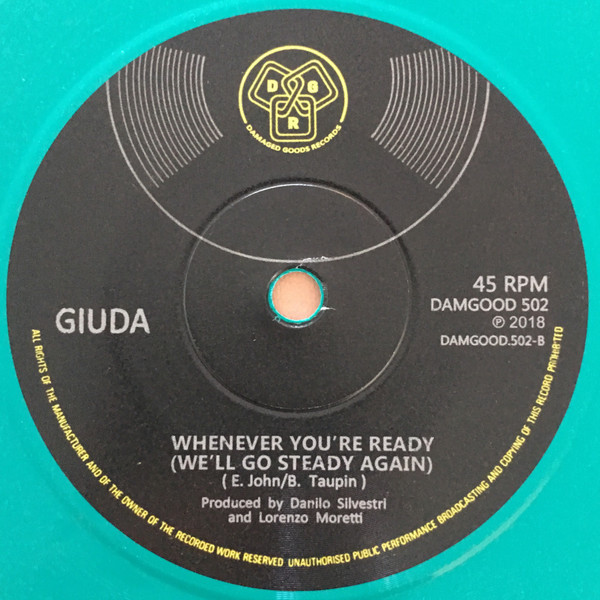 D G
R
DAMAGED GOODS RECORDS
GIUDA
45 RPM
DAMGOOD 502
℗ 2018
DAMGOOD.502-B
WHENEVER YOU'RE READY
(WE'LL GO STEADY AGAIN)
( E. John/B. Taupin )
Produced by Danilo Silvestri
and Lorenzo Moretti
ALL RIGHTS OF THE MANUFACTURER AND OF THE OWNER OF THE RECORDED WORK RESERVED UNAUTHORISED PUBLIC PERFORMANCE BROADCASTING AND COPYING OF THIS RECORD PROHIBITED